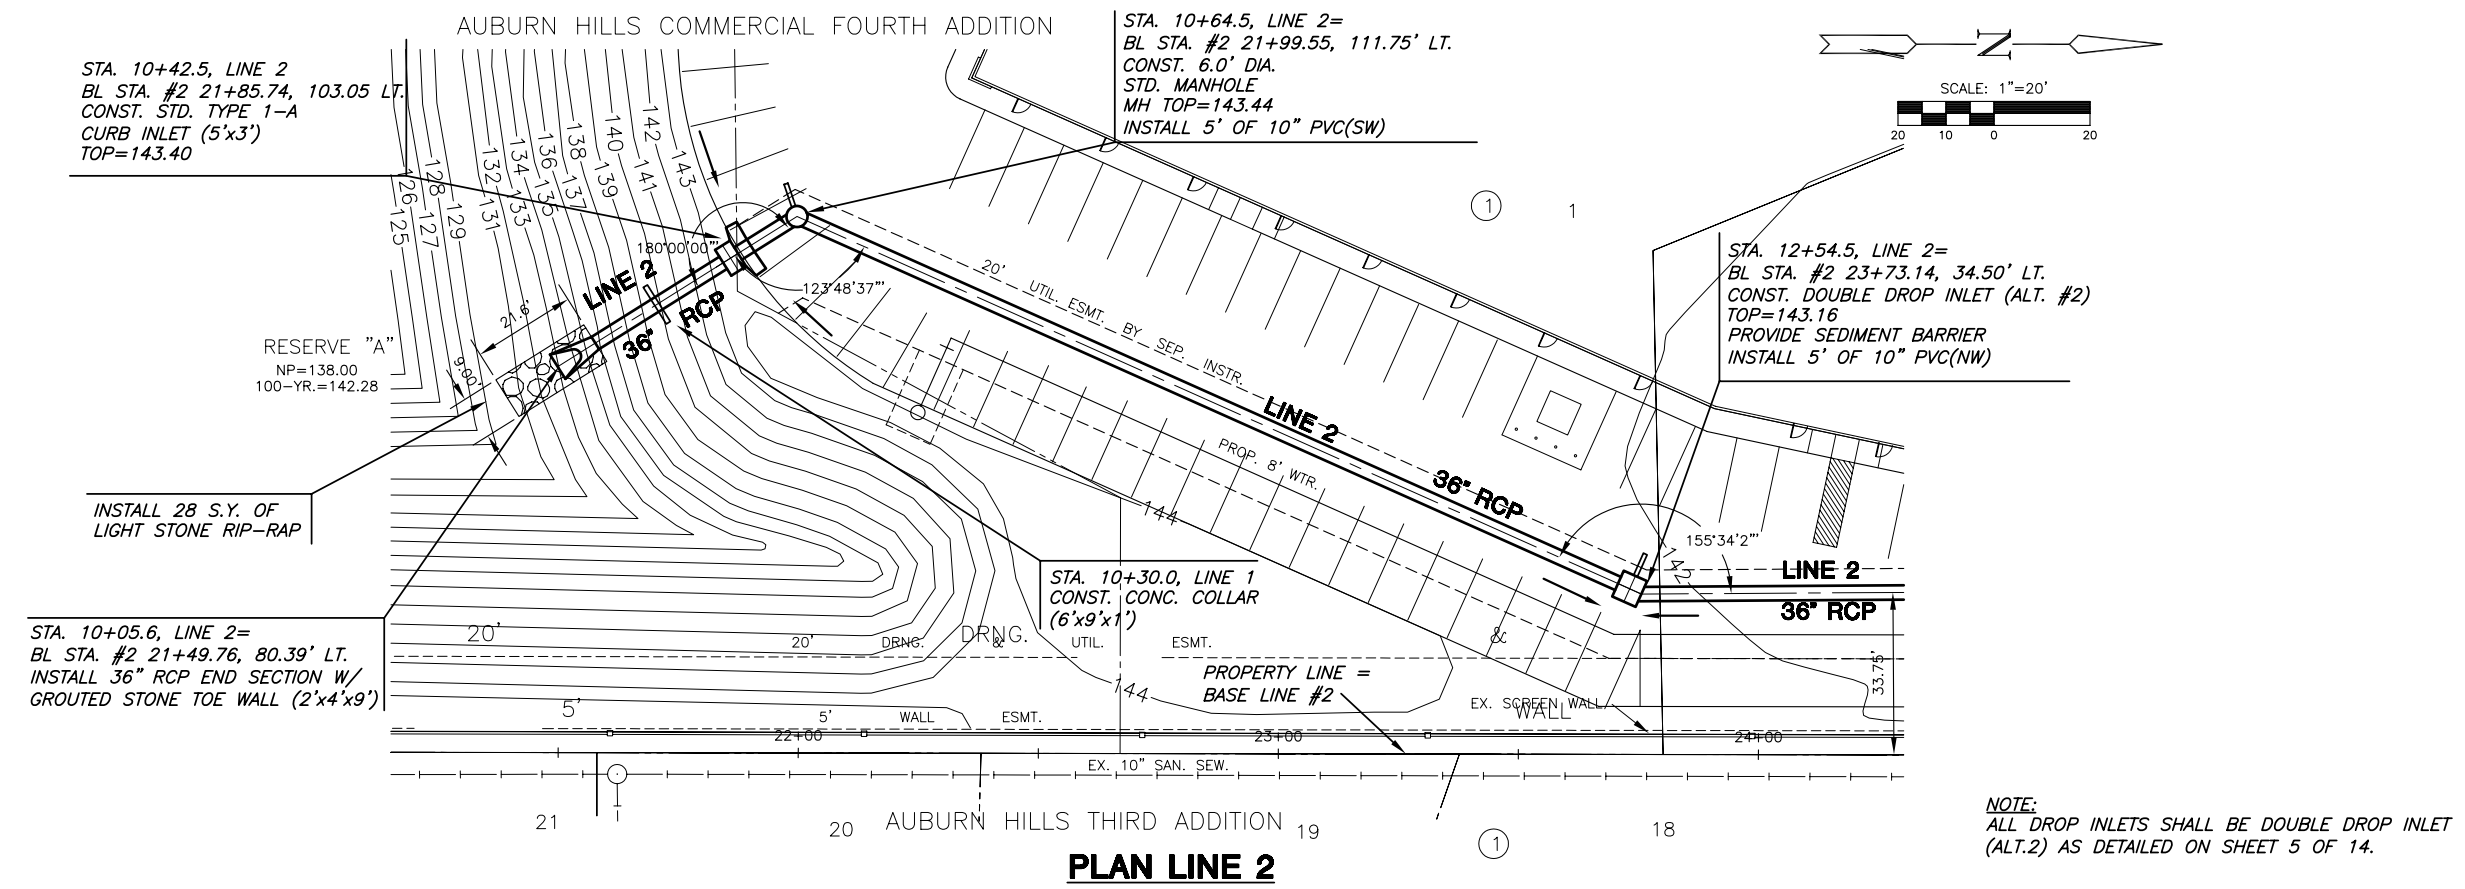 AUBURN HILLS COMMERCIAL FOURTH ADDITION
STA. 10+42.5, LINE 2
BL STA. #2 21+85.74, 103.05 LT.
CONST. STD. TYPE 1-A
CURB INLET (5'x3')
TOP=143.40
STA. 10+64.5, LINE 2=
BL STA. #2 21+99.55, 111.75' LT.
CONST. 6.0' DIA.
STD. MANHOLE
MH TOP=143.44
INSTALL 5' OF 10" PVC(SW)
N
SCALE: 1"=20'
20 10 0 20
125
126
127
128
129
131
132
133
134
135
136
137
138
139
140
141
142
143
1
1
STA. 12+54.5, LINE 2=
BL STA. #2 23+73.14, 34.50' LT.
CONST. DOUBLE DROP INLET (ALT. #2)
TOP=143.16
PROVIDE SEDIMENT BARRIER
INSTALL 5' OF 10" PVC(NW)
180°00'00"'
123°48'37"'
LINE 2
36" RCP
21.6'
9.00'
RESERVE "A"
NP=138.00
100-YR.=142.28
20' UTIL. ESMT. BY SEP. INSTR.
LINE 2
36" RCP
PROP. 8' WTR.
144
142
155°34'2"'
LINE 2
36" RCP
33.75'
INSTALL 28 S.Y. OF
LIGHT STONE RIP-RAP
STA. 10+30.0, LINE 1
CONST. CONC. COLLAR
(6'x9'x1')
STA. 10+05.6, LINE 2=
BL STA. #2 21+49.76, 80.39' LT.
INSTALL 36" RCP END SECTION W/
GROUTED STONE TOE WALL (2'x4'x9')
20' DRNG. &
20' DRNG. & UTIL. ESMT.
PROPERTY LINE =
BASE LINE #2
144
5' WALL
5' WALL ESMT.
EX. SCREEN WALL
22+00 23+00 24+00
EX. 10" SAN. SEW.
21 20 19 18
AUBURN HILLS THIRD ADDITION
1
PLAN LINE 2
NOTE:
ALL DROP INLETS SHALL BE DOUBLE DROP INLET
(ALT.2) AS DETAILED ON SHEET 5 OF 14.